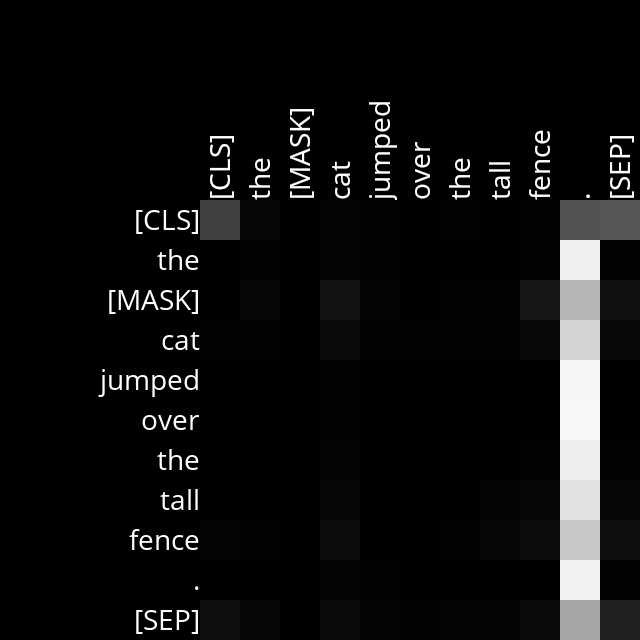 [CLS] the [MASK] cat jumped over the tall fence . [SEP]
[CLS]
the
[MASK]
cat
jumped
over
the
tall
fence
.
[SEP]